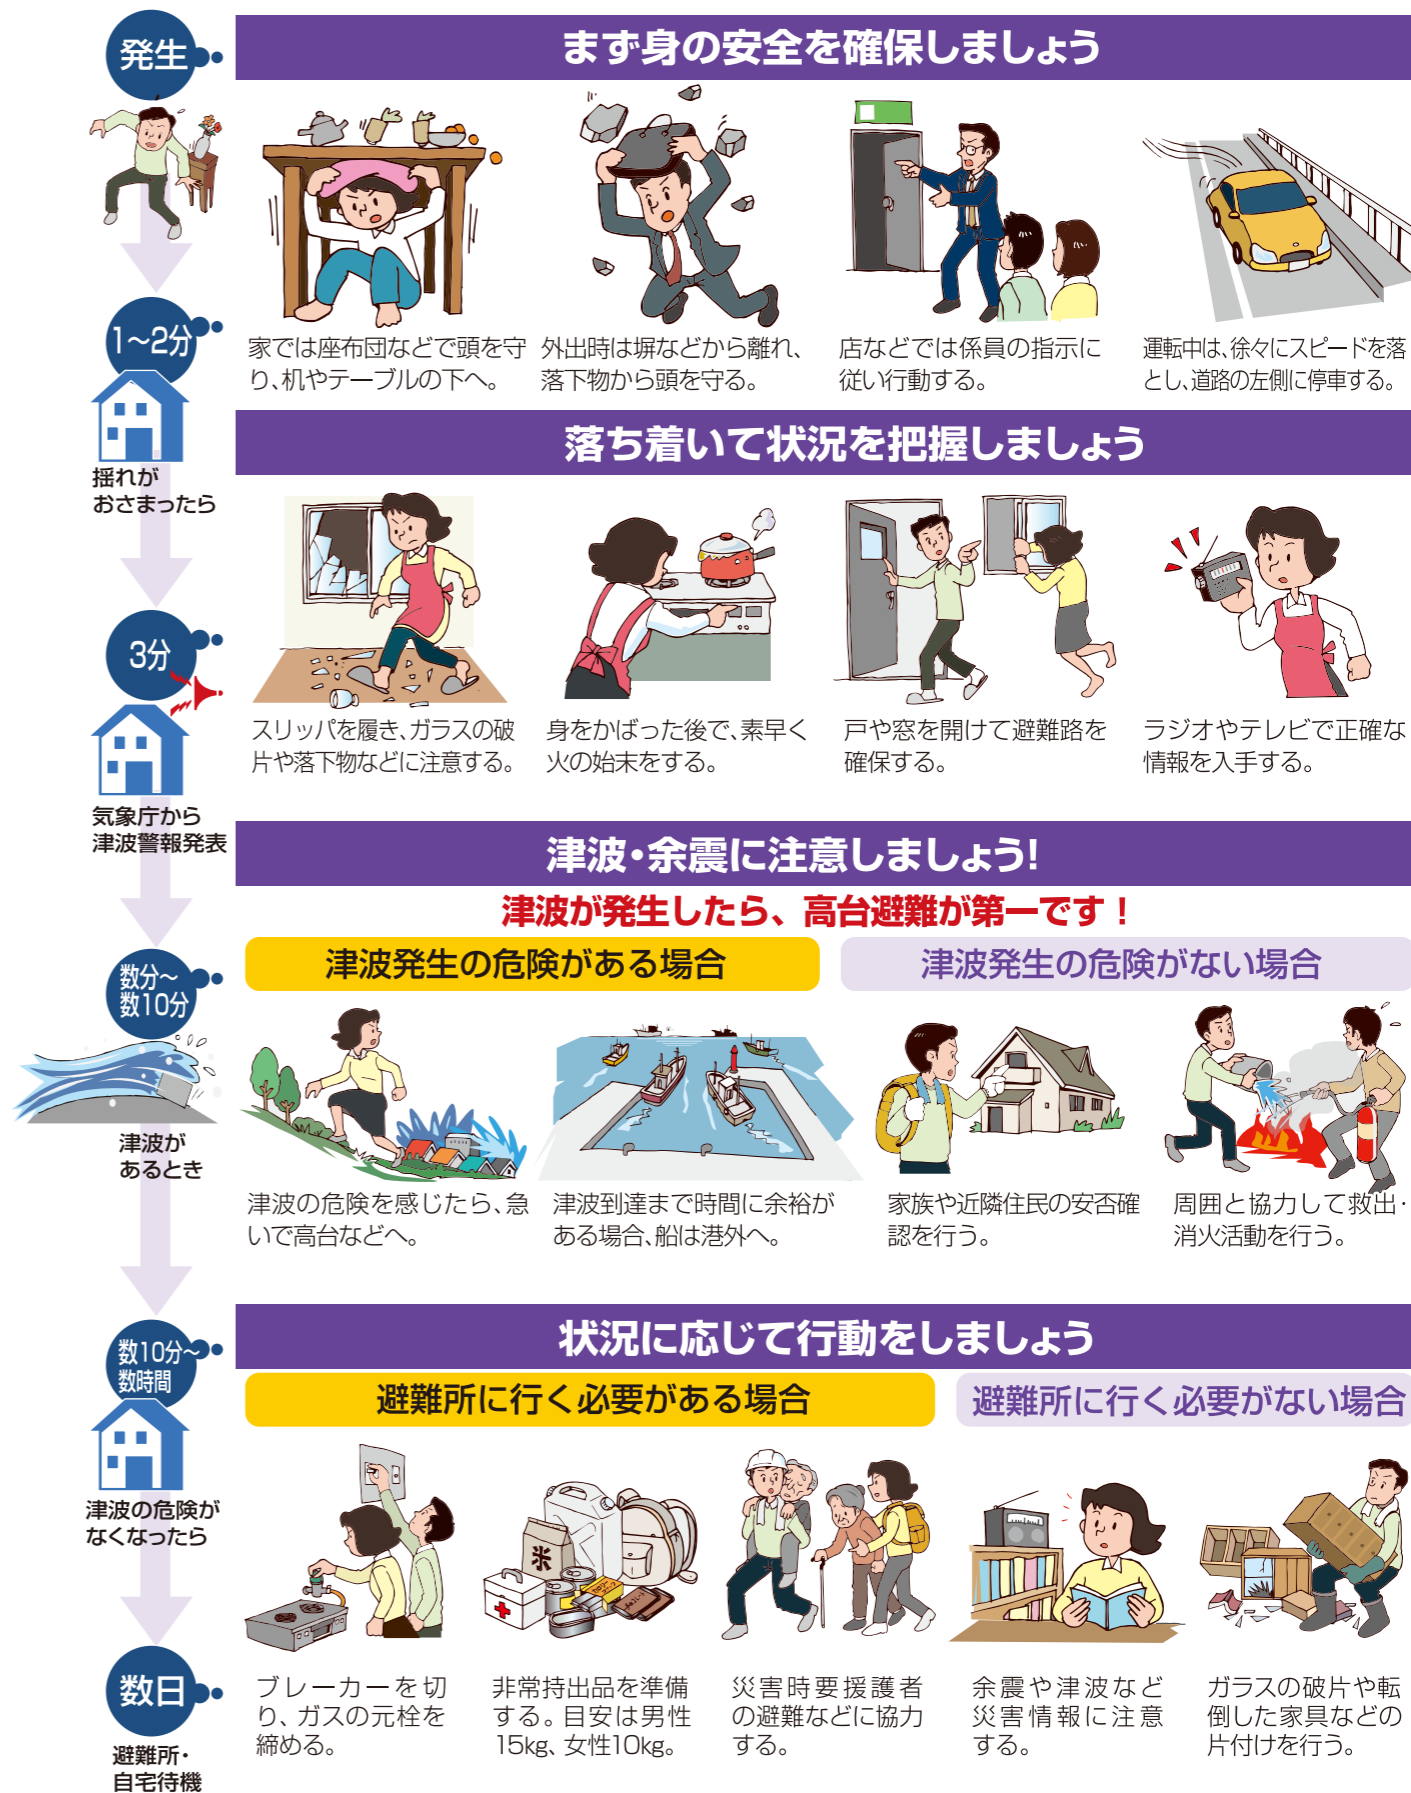 発生
まず身の安全を確保しましょう
家では座布団などで頭を守
り、机やテーブルの下へ。
外出時は塀などから離れ、
落下物から頭を守る。
店などでは係員の指示に
従い行動する。
運転中は、徐々にスピードを落
とし、道路の左側に停車する。
1〜2分
揺れが
おさまったら
落ち着いて状況を把握しましょう
スリッパを履き、ガラスの破
片や落下物などに注意する。
身をかばった後で、素早く
火の始末をする。
戸や窓を開けて避難路を
確保する。
ラジオやテレビで正確な
情報を入手する。
3分
気象庁から
津波警報発表
津波・余震に注意しましょう!
津波が発生したら、高台避難が第一です！
津波発生の危険がある場合
津波発生の危険がない場合
数分〜
数10分
津波が
あるとき
津波の危険を感じたら、急
いで高台などへ。
津波到達まで時間に余裕が
ある場合、船は港外へ。
家族や近隣住民の安否確
認を行う。
周囲と協力して救出・
消火活動を行う。
状況に応じて行動をしましょう
数10分〜
数時間
津波の危険が
なくなったら
避難所に行く必要がある場合
避難所に行く必要がない場合
米
ブレーカーを切
り、ガスの元栓を
締める。
非常持出品を準備
する。目安は男性
15kg、女性10kg。
災害時要援護者
の避難などに協力
する。
余震や津波など
災害情報に注意
する。
ガラスの破片や転
倒した家具などの
片付けを行う。
数日
避難所・
自宅待機